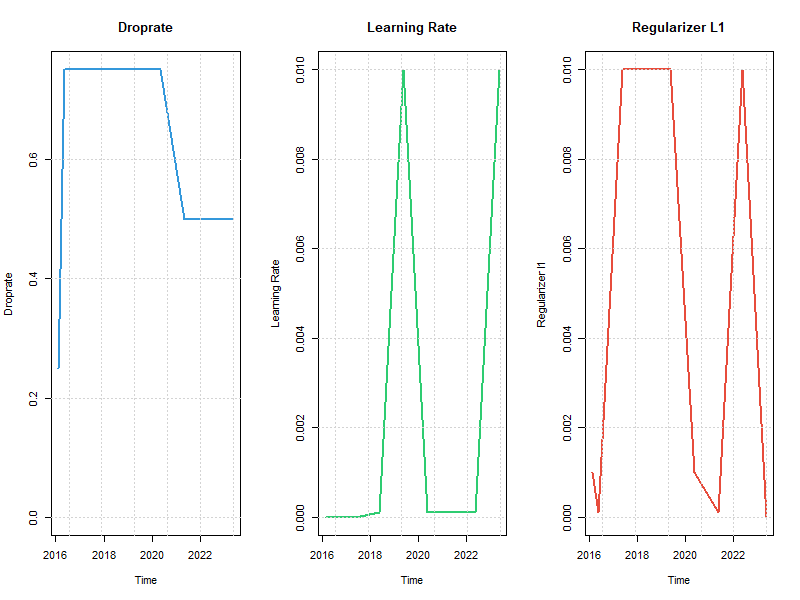 Droprate
Droprate
0.6
0.4
0.2
0.0
2016 2018 2020 2022
Time
Learning Rate
Learning Rate
0.010
0.008
0.006
0.004
0.002
0.000
2016 2018 2020 2022
Time
Regularizer L1
Regularizer l1
0.010
0.008
0.006
0.004
0.002
0.000
2016 2018 2020 2022
Time